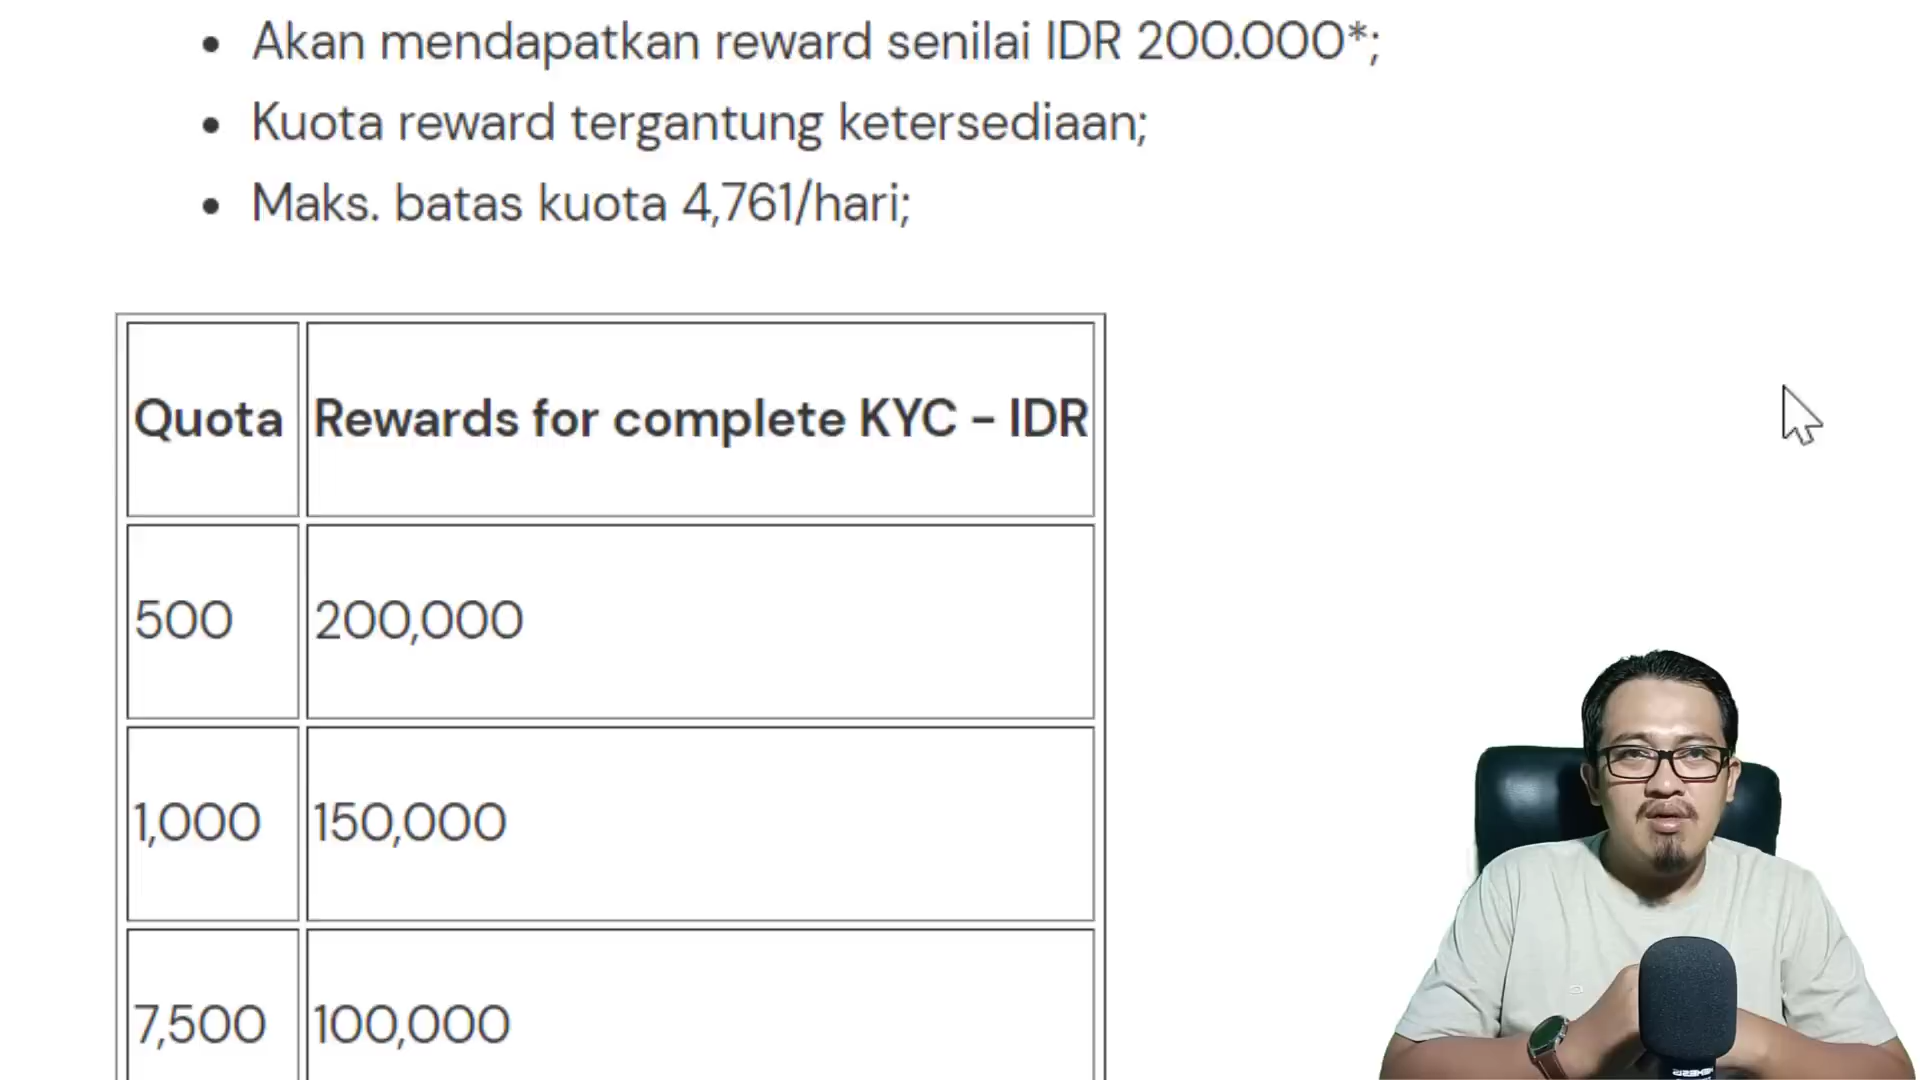 Akan mendapatkan reward senilai IDR 200.000*;
Kuota reward tergantung ketersediaan;
Maks. batas kuota 4,761/hari;
Quota
Rewards for complete KYC – IDR
500
200,000
1,000
150,000
7,500
100,000